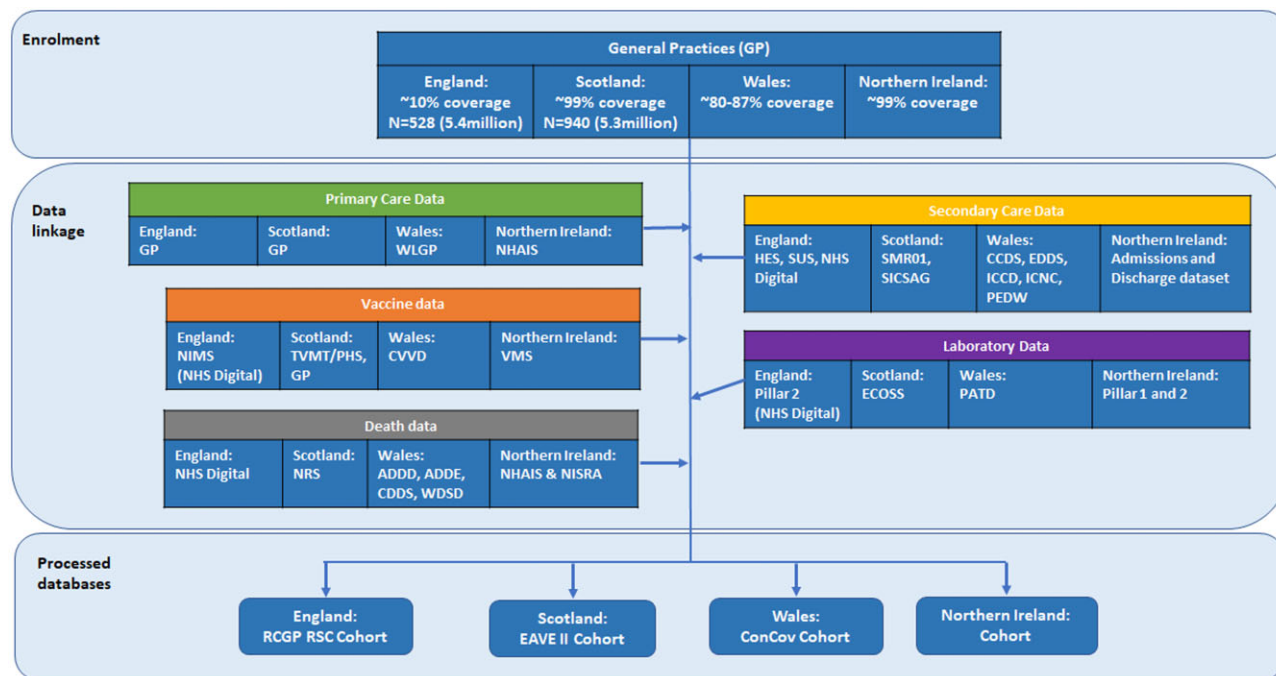 Enrolment
General Practices (GP)
England:
~10% coverage
N=528 (5.4million)
Scotland:
~99% coverage
N=940 (5.3million)
Wales:
~80-87% coverage
Northern Ireland:
~99% coverage
Data
linkage
Primary Care Data
England:
GP
Scotland:
GP
Wales:
WLGP
Northern Ireland:
NHAIS
Secondary Care Data
England:
HES, SUS, NHS
Digital
Scotland:
SMR01,
SICSAG
Wales:
CCDS, EDDS,
ICCD, ICNC,
PEDW
Northern Ireland:
Admissions and
Discharge dataset
Vaccine data
England:
NIMS
(NHS Digital)
Scotland:
TVMT/PHS,
GP
Wales:
CVVD
Northern Ireland:
VMS
Laboratory Data
England:
Pillar 2
(NHS Digital)
Scotland:
ECOSS
Wales:
PATD
Northern Ireland:
Pillar 1 and 2
Death data
England:
NHS Digital
Scotland:
NRS
Wales:
ADDD, ADDE,
CDDS, WDSD
Northern Ireland:
NHAIS & NISRA
Processed
databases
England:
RCGP RSC Cohort
Scotland:
EAVE II Cohort
Wales:
ConCov Cohort
Northern Ireland:
Cohort